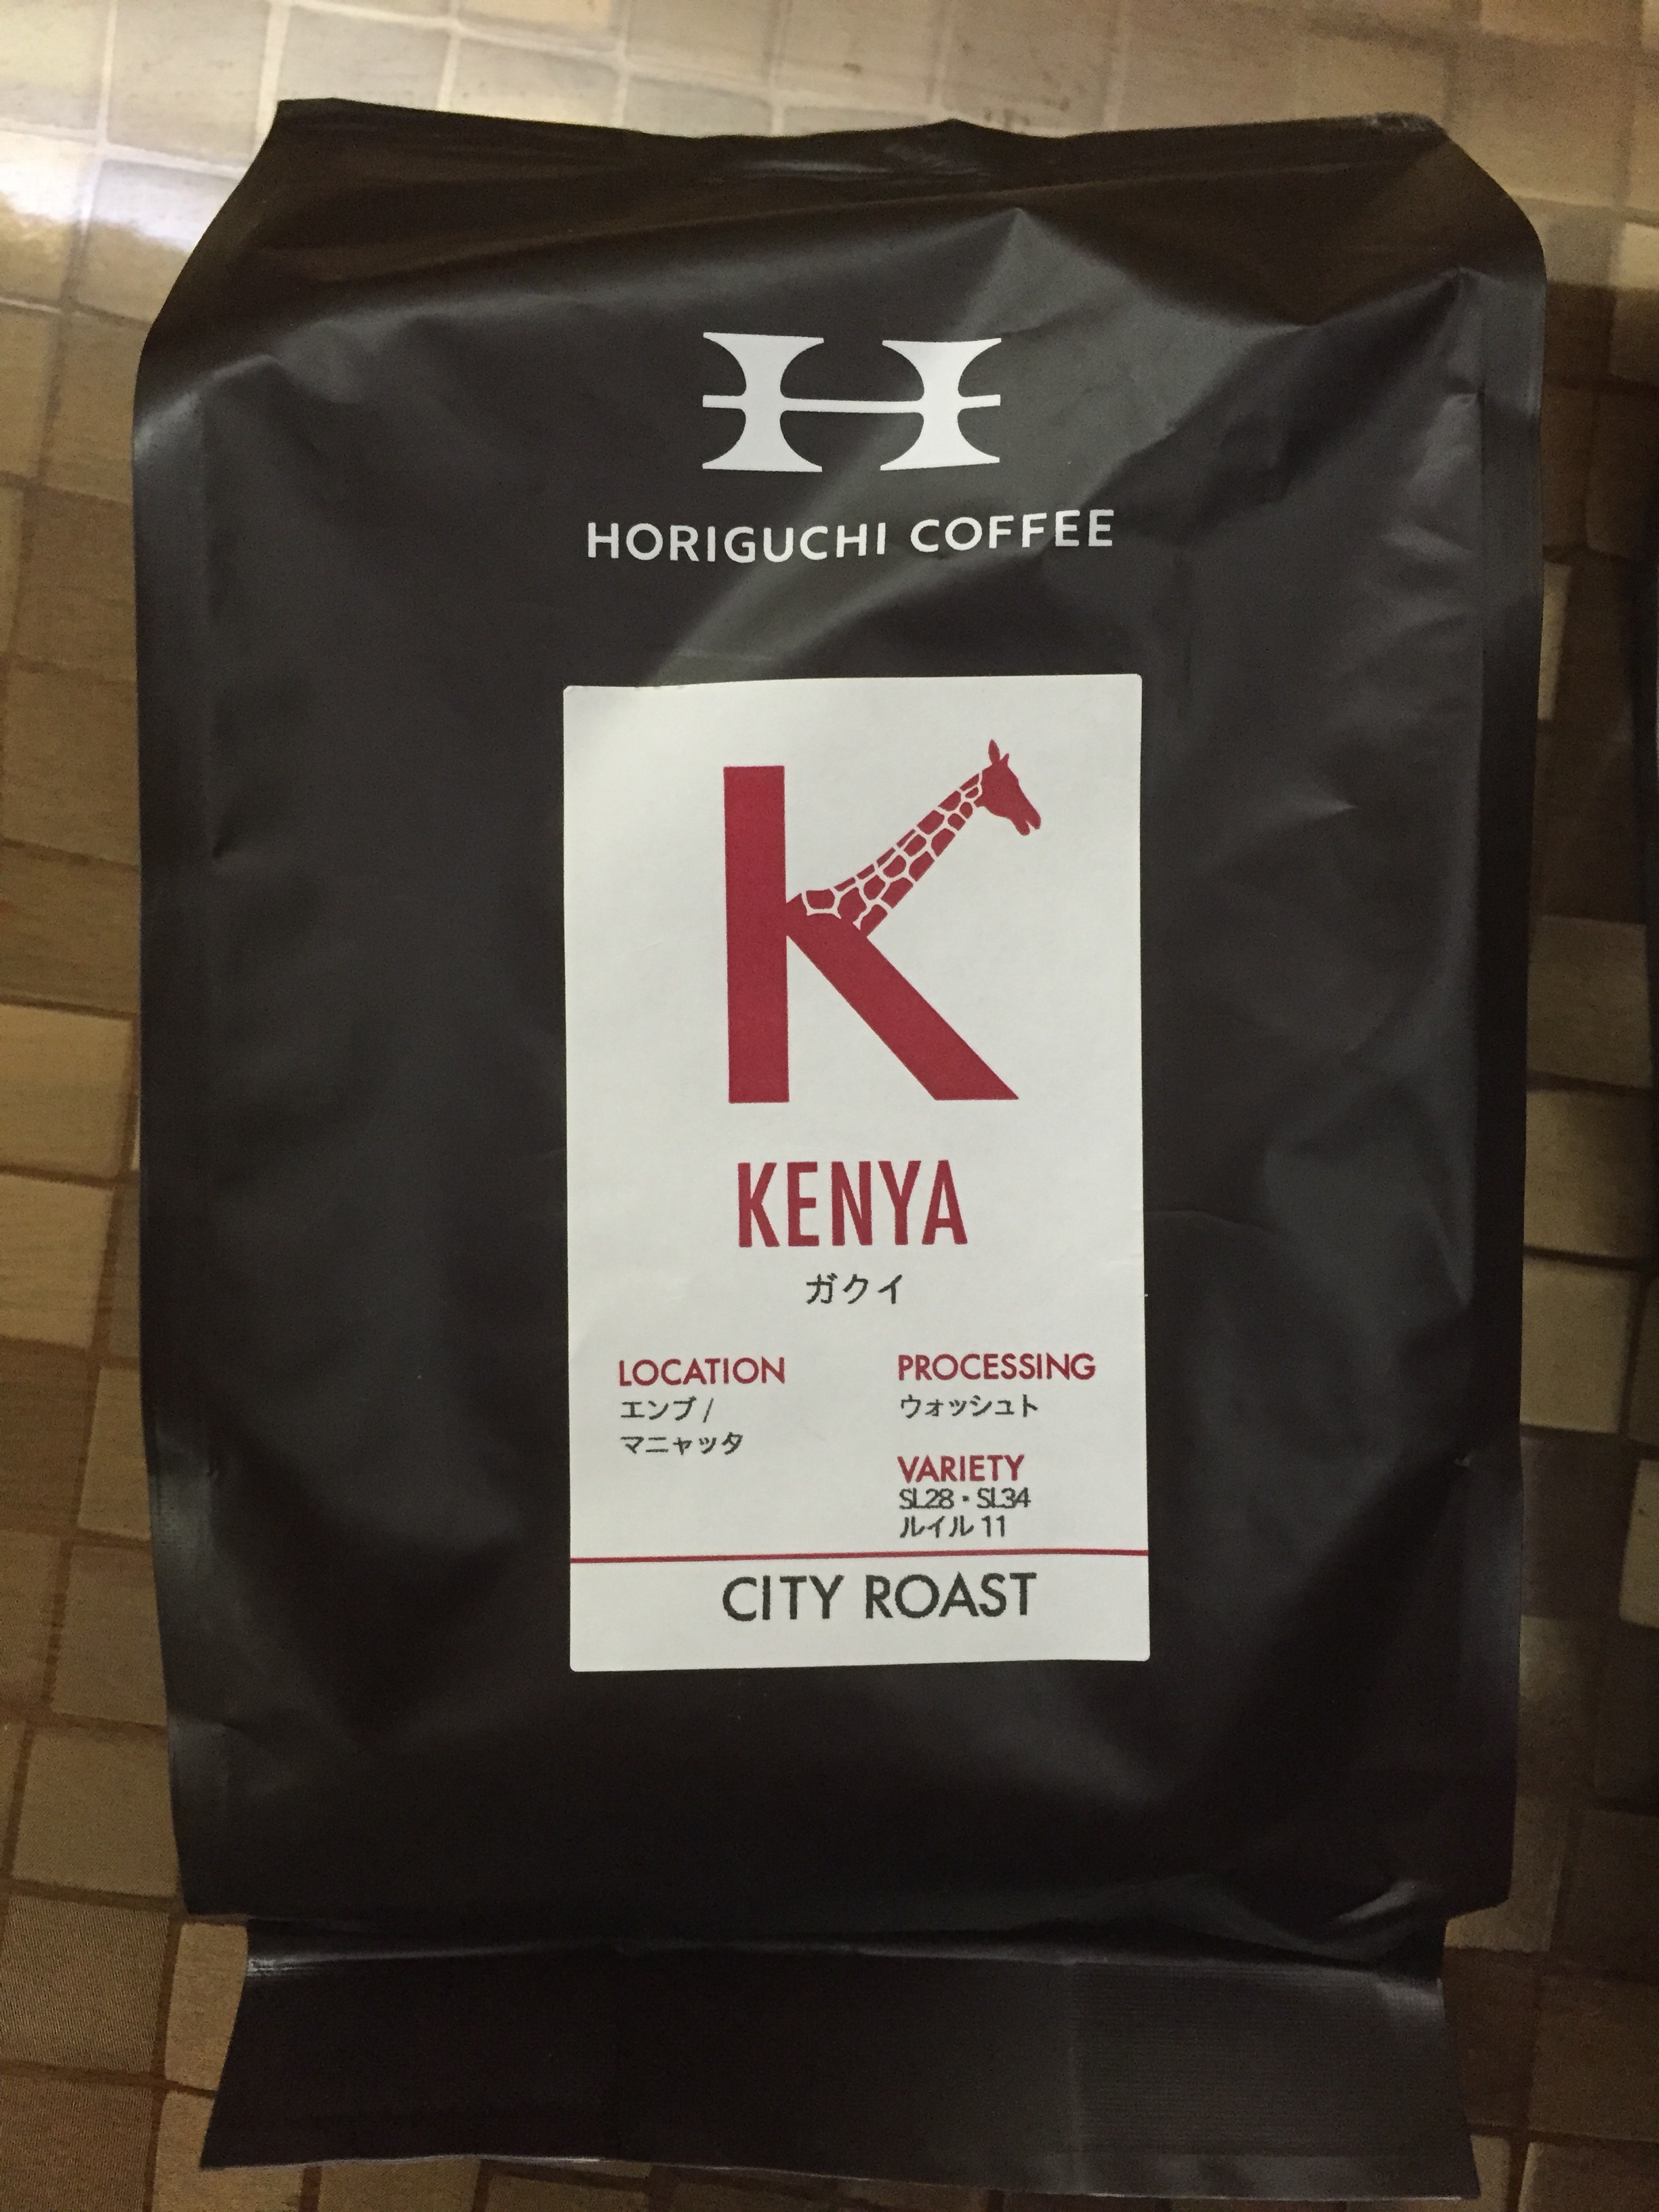 H
HORIGUCHI COFFEE
K
KENYA
ガクイ
LOCATION
エンブ /
マニャッタ
PROCESSING
ウォッシュト
VARIETY
SL28・SL34
ルイル 11
CITY ROAST